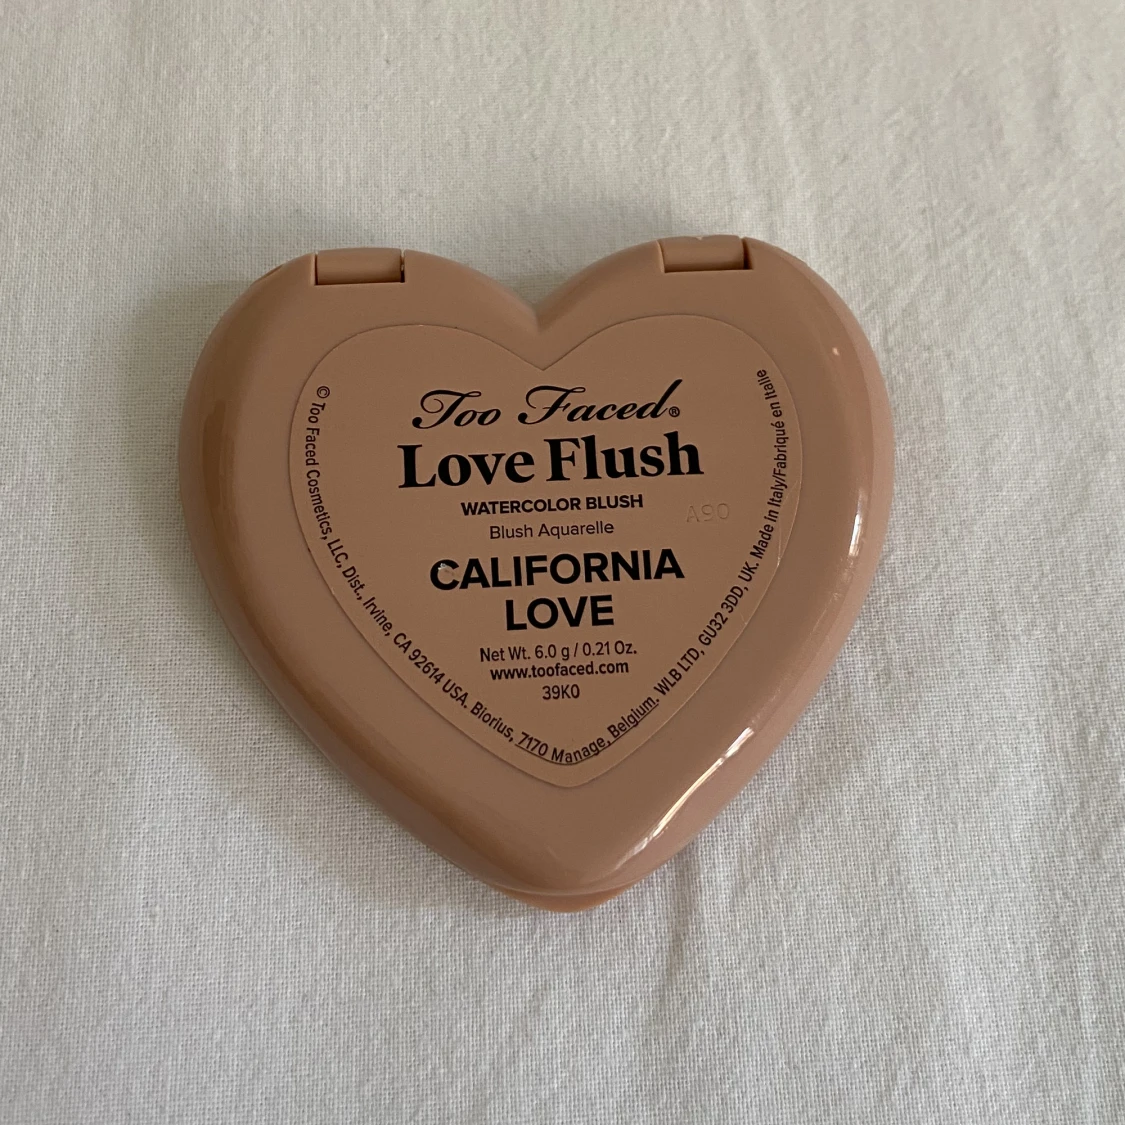 Too Faced®
Love Flush
WATERCOLOR BLUSH
Blush Aquarelle
A90
CALIFORNIA
LOVE
Net Wt. 6.0 g / 0.21 Oz.
www.toofaced.com
39K0
© Too Faced Cosmetics, LLC, Dist., Irvine, CA 92614 USA. Biorius, 7170 Manage, Belgium. WLB LTD, GU32 3DD, UK. Made in Italy/Fabriqué en Italie